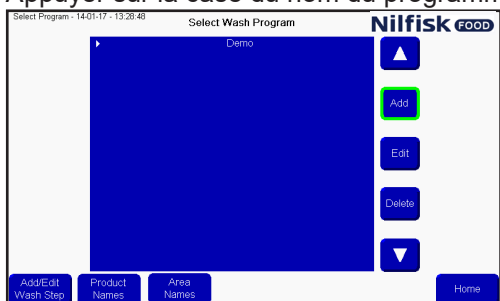 Appuyer sur la case du nom du programm
Select Program - 14-01-17 - 13:28:48
Select Wash Program
Nilfisk FOOD
Demo
Add
Edit
Delete
Add/Edit
Wash Step
Product
Names
Area
Names
Home